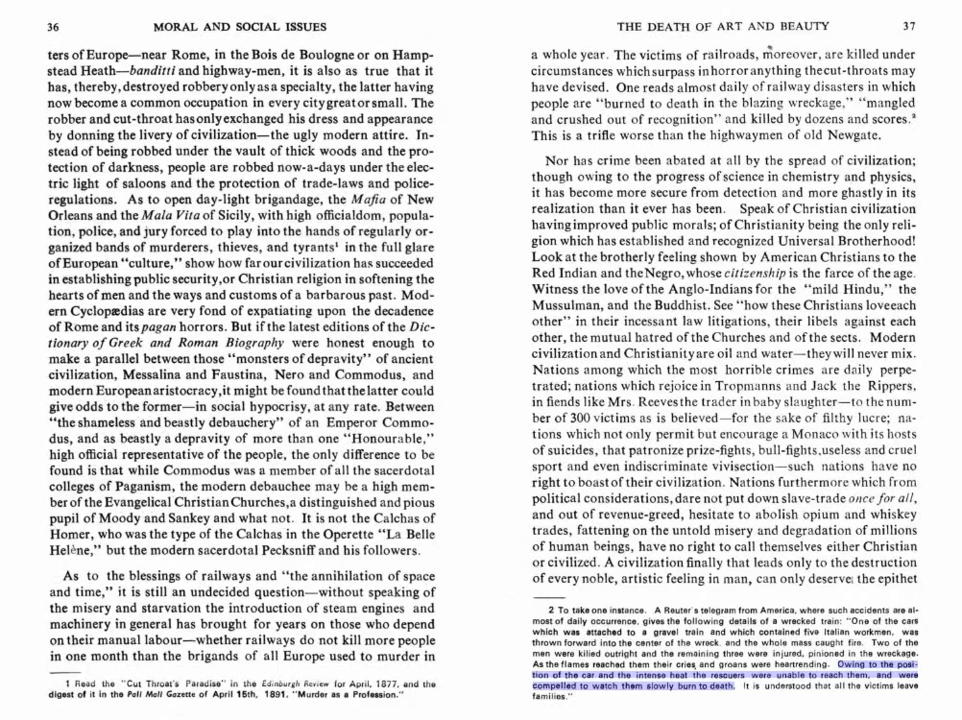 36 MORAL AND SOCIAL ISSUES
ters of Europe—near Rome, in the Bois de Boulogne or on Hamp-
stead Heath—banditti and highway-men, it is also as true that it
has, thereby, destroyed robbery only as a specialty, the latter having
now become a common occupation in every city great or small. The
robber and cut-throat has only exchanged his dress and appearance
by donning the livery of civilization—the ugly modern attire. In-
stead of being robbed under the vault of thick woods and the pro-
tection of darkness, people are robbed now-a-days under the elec-
tric light of saloons and the protection of trade-laws and police-
regulations. As to open day-light brigandage, the Mafia of New
Orleans and the Mala Vita of Sicily, with high officialdom, popula-
tion, police, and jury forced to play into the hands of regularly or-
ganized bands of murderers, thieves, and tyrants¹ in the full glare
of European “culture,” show how far our civilization has succeeded
in establishing public security, or Christian religion in softening the
hearts of men and the ways and customs of a barbarous past. Mod-
ern Cyclopædias are very fond of expatiating upon the decadence
of Rome and its pagan horrors. But if the latest editions of the Dic-
tionary of Greek and Roman Biography were honest enough to
make a parallel between those “monsters of depravity” of ancient
civilization, Messalina and Faustina, Nero and Commodus, and
modern European aristocracy, it might be found that the latter could
give odds to the former—in social hypocrisy, at any rate. Between
“the shameless and beastly debauchery” of an Emperor Commo-
dus, and as beastly a depravity of more than one “Honourable,”
high official representative of the people, the only difference to be
found is that while Commodus was a member of all the sacerdotal
colleges of Paganism, the modern debauchee may be a high mem-
ber of the Evangelical Christian Churches, a distinguished and pious
pupil of Moody and Sankey and what not. It is not the Calchas of
Homer, who was the type of the Calchas in the Operette “La Belle
Helène,” but the modern sacerdotal Pecksniff and his followers.
As to the blessings of railways and “the annihilation of space
and time,” it is still an undecided question—without speaking of
the misery and starvation the introduction of steam engines and
machinery in general has brought for years on those who depend
on their manual labour—whether railways do not kill more people
in one month than the brigands of all Europe used to murder in
1 Read the “Cut Throat’s Paradise” in the Edinburgh Review for April, 1877, and the
digest of it in the Pall Mall Gazette of April 15th, 1891, “Murder as a Profession.”
THE DEATH OF ART AND BEAUTY 37
a whole year. The victims of railroads, moreover, are killed under
circumstances which surpass in horror anything the cut-throats may
have devised. One reads almost daily of railway disasters in which
people are “burned to death in the blazing wreckage,” “mangled
and crushed out of recognition” and killed by dozens and scores.²
This is a trifle worse than the highwaymen of old Newgate.
Nor has crime been abated at all by the spread of civilization;
though owing to the progress of science in chemistry and physics,
it has become more secure from detection and more ghastly in its
realization than it ever has been. Speak of Christian civilization
having improved public morals; of Christianity being the only reli-
gion which has established and recognized Universal Brotherhood!
Look at the brotherly feeling shown by American Christians to the
Red Indian and the Negro, whose citizenship is the farce of the age.
Witness the love of the Anglo-Indians for the “mild Hindu,” the
Mussulman, and the Buddhist. See “how these Christians love each
other” in their incessant law litigations, their libels against each
other, the mutual hatred of the Churches and of the sects. Modern
civilization and Christianity are oil and water—they will never mix.
Nations among which the most horrible crimes are daily perpe-
trated; nations which rejoice in Tropmanns and Jack the Rippers,
in fiends like Mrs. Reeves the trader in baby slaughter—to the num-
ber of 300 victims as is believed—for the sake of filthy lucre; na-
tions which not only permit but encourage a Monaco with its hosts
of suicides, that patronize prize-fights, bull-fights, useless and cruel
sport and even indiscriminate vivisection—such nations have no
right to boast of their civilization. Nations furthermore which from
political considerations, dare not put down slave-trade once for all,
and out of revenue-greed, hesitate to abolish opium and whiskey
trades, fattening on the untold misery and degradation of millions
of human beings, have no right to call themselves either Christian
or civilized. A civilization finally that leads only to the destruction
of every noble, artistic feeling in man, can only deserve the epithet
2 To take one instance. A Reuter’s telegram from America, where such accidents are al-
most of daily occurrence, gives the following details of a wrecked train: “One of the cars
which was attached to a gravel train and which contained five Italian workmen, was
thrown forward into the center of the wreck, and the whole mass caught fire. Two of the
men were killed outright and the remaining three were injured, pinioned in the wreckage.
As the flames reached them their cries and groans were heartrending. Owing to the posi-
tion of the car and the intense heat the rescuers were unable to reach them, and were
compelled to watch them slowly burn to death. It is understood that all the victims leave
families.”